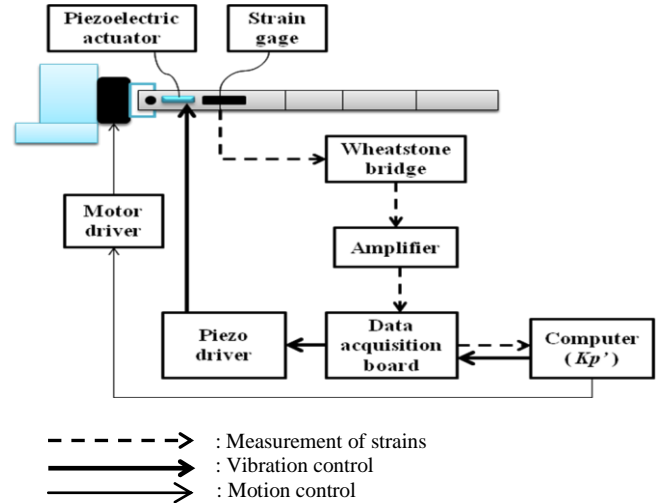 Piezoelectric
actuator
Strain
gage
Wheatstone
bridge
Motor
driver
Amplifier
Piezo
driver
Data
acquisition
board
Computer
(Kp’)
: Measurement of strains
: Vibration control
: Motion control